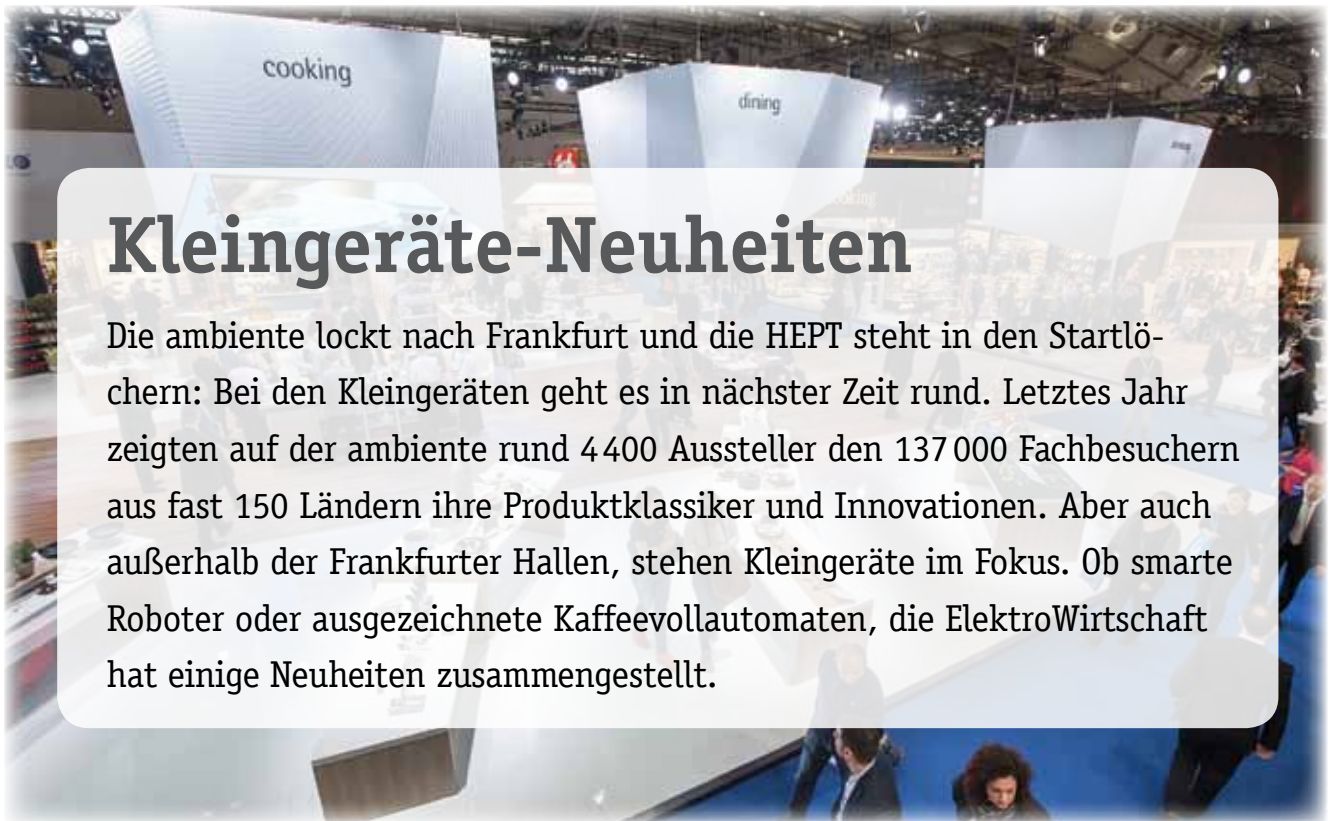 cooking
dining
Kleingeräte-Neuheiten
Die ambiente lockt nach Frankfurt und die HEPT steht in den Startlö-
chern: Bei den Kleingeräten geht es in nächster Zeit rund. Letztes Jahr
zeigten auf der ambiente rund 4 400 Aussteller den 137 000 Fachbesuchern
aus fast 150 Ländern ihre Produktklassiker und Innovationen. Aber auch
außerhalb der Frankfurter Hallen, stehen Kleingeräte im Fokus. Ob smarte
Roboter oder ausgezeichnete Kaffeevollautomaten, die ElektroWirtschaft
hat einige Neuheiten zusammengestellt.